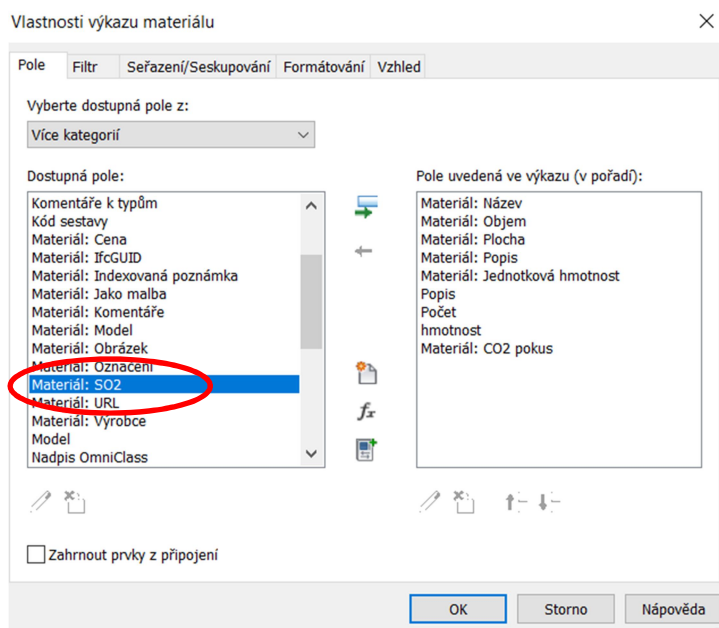 Vlastnosti výkazu materiálu
Pole Filtr Seřazení/Seskupování Formátování Vzhled
Vyberte dostupná pole z:
Více kategorií
Dostupná pole:
Komentáře k typům
Kód sestavy
Materiál: Cena
Materiál: IfcGUID
Materiál: Indexovaná poznámka
Materiál: Jako malba
Materiál: Komentáře
Materiál: Model
Materiál: Obrázek
Materiál: Označení
Materiál: SO2
Materiál: URL
Materiál: Výrobce
Model
Nadpis OmniClass
fx
Pole uvedená ve výkazu (v pořadí):
Materiál: Název
Materiál: Objem
Materiál: Plocha
Materiál: Popis
Materiál: Jednotková hmotnost
Popis
Počet
hmotnost
Materiál: CO2 pokus
Zahrnout prvky z připojení
OK Storno Nápověda